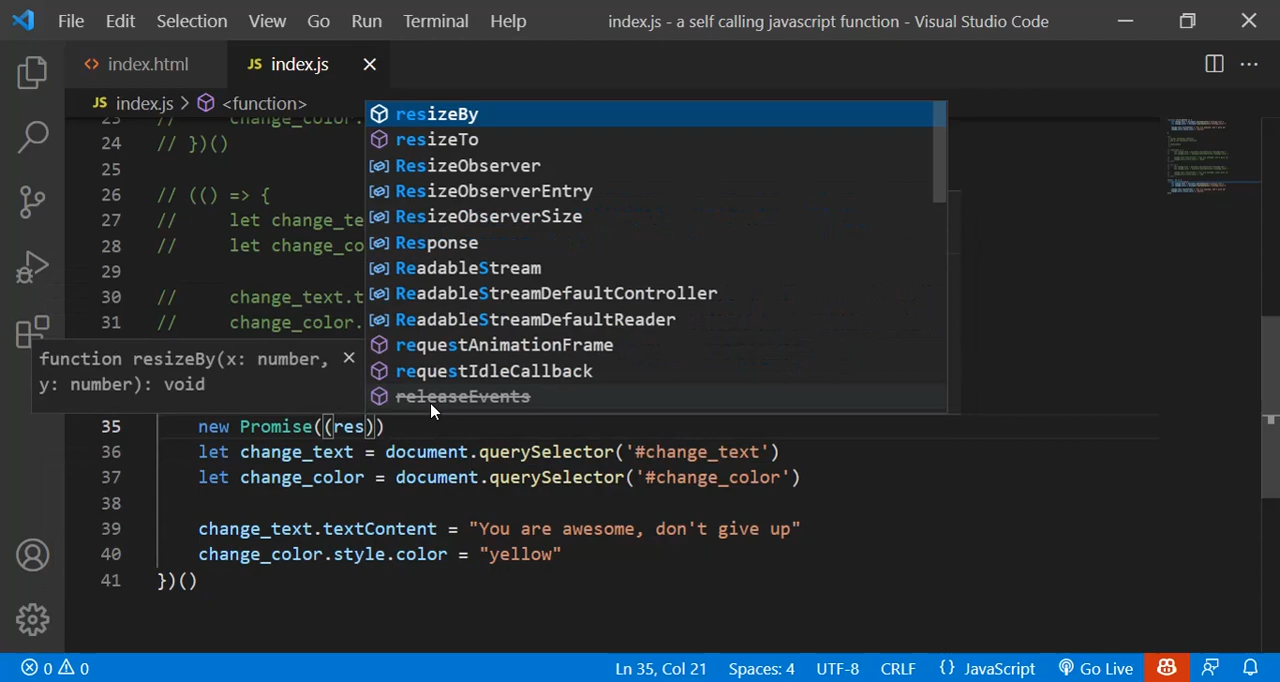 File Edit Selection View Go Run Terminal Help index.js - a self calling javascript function - Visual Studio Code
index.html JS index.js
JS index.js > <function>
23 // change_color.
24 // })()
25
26 // (() => {
27 // let change_te
28 // let change_co
29
30 // change_text.t
31 // change_color.
resizeBy
resizeTo
ResizeObserver
ResizeObserverEntry
ResizeObserverSize
Response
ReadableStream
ReadableStreamDefaultController
ReadableStreamDefaultReader
requestAnimationFrame
requestIdleCallback
releaseEvents
function resizeBy(x: number,
y: number): void
35 new Promise((res))
36 let change_text = document.querySelector('#change_text')
37 let change_color = document.querySelector('#change_color')
38
39 change_text.textContent = "You are awesome, don't give up"
40 change_color.style.color = "yellow"
41 })()
0 0 Ln 35, Col 21 Spaces: 4 UTF-8 CRLF {} JavaScript Go Live